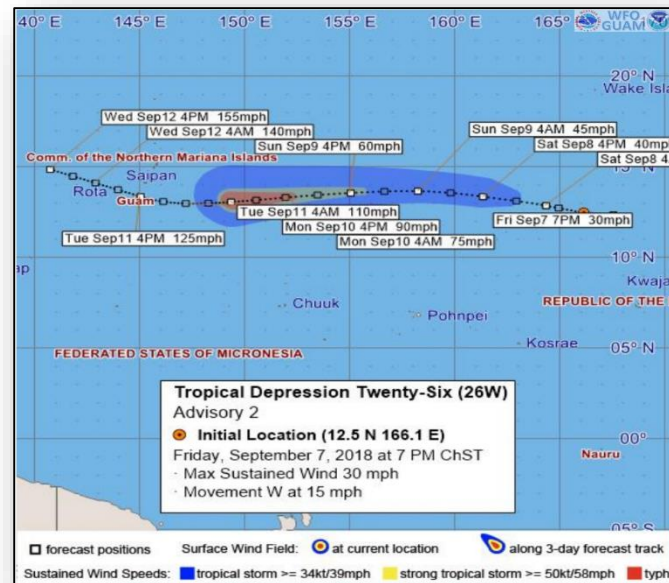 40° E 145° E 150° E 155° E 160° E 165° E
WFO
GUAM
20° N
Wake Isl
Wed Sep12 4PM 155mph
Wed Sep12 4AM 140mph
Sun Sep9 4PM 60mph
Sun Sep9 4AM 45mph
Sat Sep8 4PM 40mp
Sat Sep8 4
Comm. of the Northern Mariana Islands
15° N
Saipan
Rota
Guam
Tue Sep11 4AM 110mph
Fri Sep7 7PM 30mph
Tue Sep11 4PM 125mph
Mon Sep10 4PM 90mph
Mon Sep10 4AM 75mph
10° N
ap
Kwaja
Chuuk
REPUBLIC OF THE
Pohnpei
Kosrae
FEDERATED STATES OF MICRONESIA
05° N
Tropical Depression Twenty-Six (26W)
Advisory 2
Initial Location (12.5 N 166.1 E)
Friday, September 7, 2018 at 7 PM ChST
· Max Sustained Wind 30 mph
· Movement W at 15 mph
00°
Nauru
05° S
forecast positions Surface Wind Field: at current location along 3-day forecast track
Sustained Wind Speeds: tropical storm >= 34kt/39mph strong tropical storm >= 50kt/58mph typh